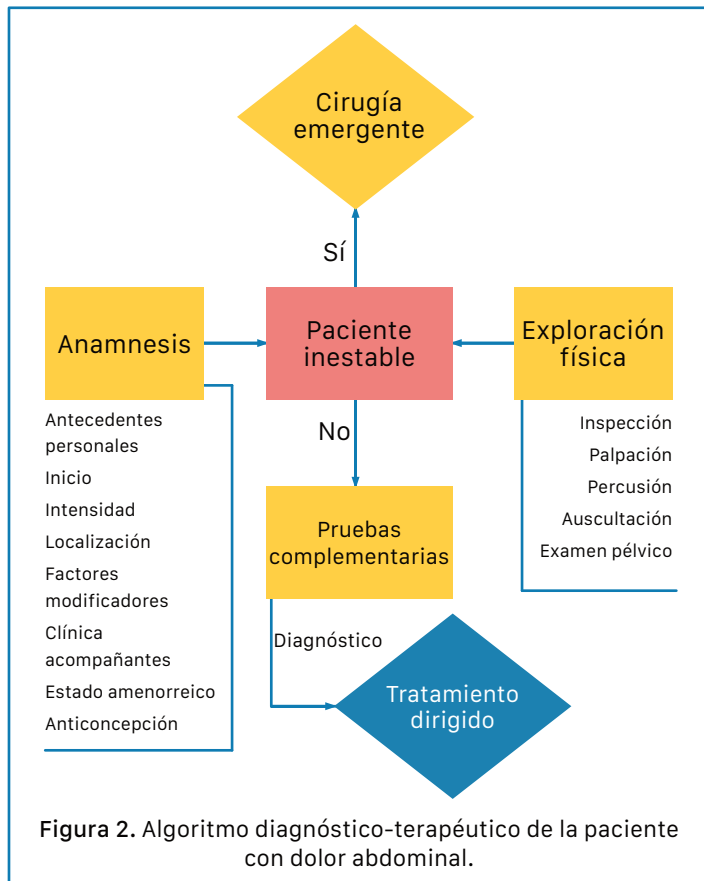 Cirugía
emergente
Sí
Anamnesis
Paciente
inestable
Exploración
física
Antecedentes
personales
Inicio
Intensidad
Localización
Factores
modificadores
Clínica
acompañantes
Estado amenorreico
Anticoncepción
No
Inspección
Palpación
Percusión
Auscultación
Examen pélvico
Pruebas
complementarias
Diagnóstico
Tratamiento
dirigido
Figura 2. Algoritmo diagnóstico-terapéutico de la paciente
con dolor abdominal.